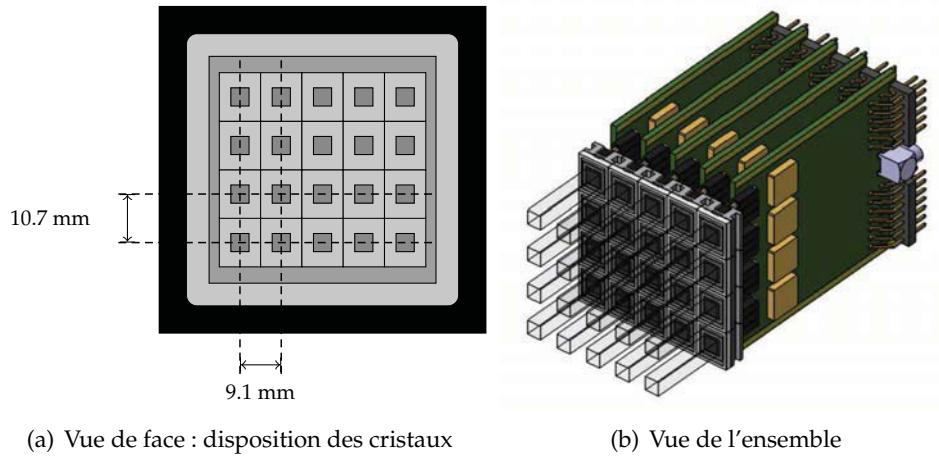 10.7 mm
9.1 mm
(a) Vue de face : disposition des cristaux
(b) Vue de l'ensemble